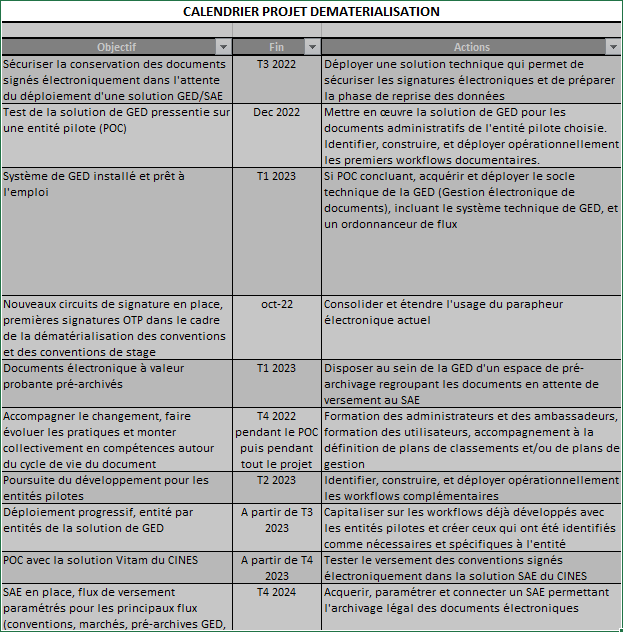 CALENDRIER PROJET DEMATERIALISATION
Objectif Fin Actions
Sécuriser la conservation des documents
signés électroniquement dans l'attente
du déploiement d'une solution GED/SAE
T3 2022
Déployer une solution technique qui permet de
sécuriser les signatures électroniques et de préparer
la phase de reprise des données
Test de la solution de GED pressentie sur
une entité pilote (POC)
Dec 2022
Mettre en œuvre la solution de GED pour les
documents administratifs de l'entité pilote choisie.
Identifier, construire, et déployer opérationnellement
les premiers workflows documentaires.
Système de GED installé et prêt à
l'emploi
T1 2023
Si POC concluant, acquérir et déployer le socle
technique de la GED (Gestion électronique de
documents), incluant le système technique de GED, et
un ordonnanceur de flux
Nouveaux circuits de signature en place,
premières signatures OTP dans le cadre
de la dématérialisation des conventions
et des conventions de stage
oct-22
Consolider et étendre l'usage du parapheur
électronique actuel
Documents électronique à valeur
probante pré-archivés
T1 2023
Disposer au sein de la GED d'un espace de pré-
archivage regroupant les documents en attente de
versement au SAE
Accompagner le changement, faire
évoluer les pratiques et monter
collectivement en compétences autour
du cycle de vie du document
T4 2022
pendant le POC
puis pendant
tout le projet
Formation des administrateurs et des ambassadeurs,
formation des utilisateurs, accompagnement à la
définition de plans de classements et/ou de plans de
gestion
Poursuite du développement pour les
entités pilotes
T2 2023
Identifier, construire, et déployer opérationnellement
les workflows complémentaires
Déploiement progressif, entité par
entités de la solution de GED
A partir de T3
2023
Capitaliser sur les workflows déjà développés avec
les entités pilotes et créer ceux qui ont été identifiés
comme nécessaires et spécifiques à l'entité
POC avec la solution Vitam du CINES
A partir de T4
2023
Tester le versement des conventions signés
électroniquement dans la solution SAE du CINES
SAE en place, flux de versement
paramétrés pour les principaux flux
(conventions, marchés, pré-archives GED,
T4 2024
Acquerir, paramétrer et connecter un SAE permettant
l'archivage légal des documents électroniques